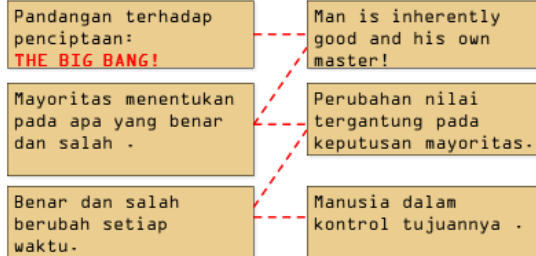 Pandangan terhadap
penciptaan:
THE BIG BANG!
Man is inherently
good and his own
master!
Mayoritas menentukan
pada apa yang benar
dan salah .
Perubahan nilai
tergantung pada
keputusan mayoritas.
Benar dan salah
berubah setiap
waktu.
Manusia dalam
kontrol tujuannya .